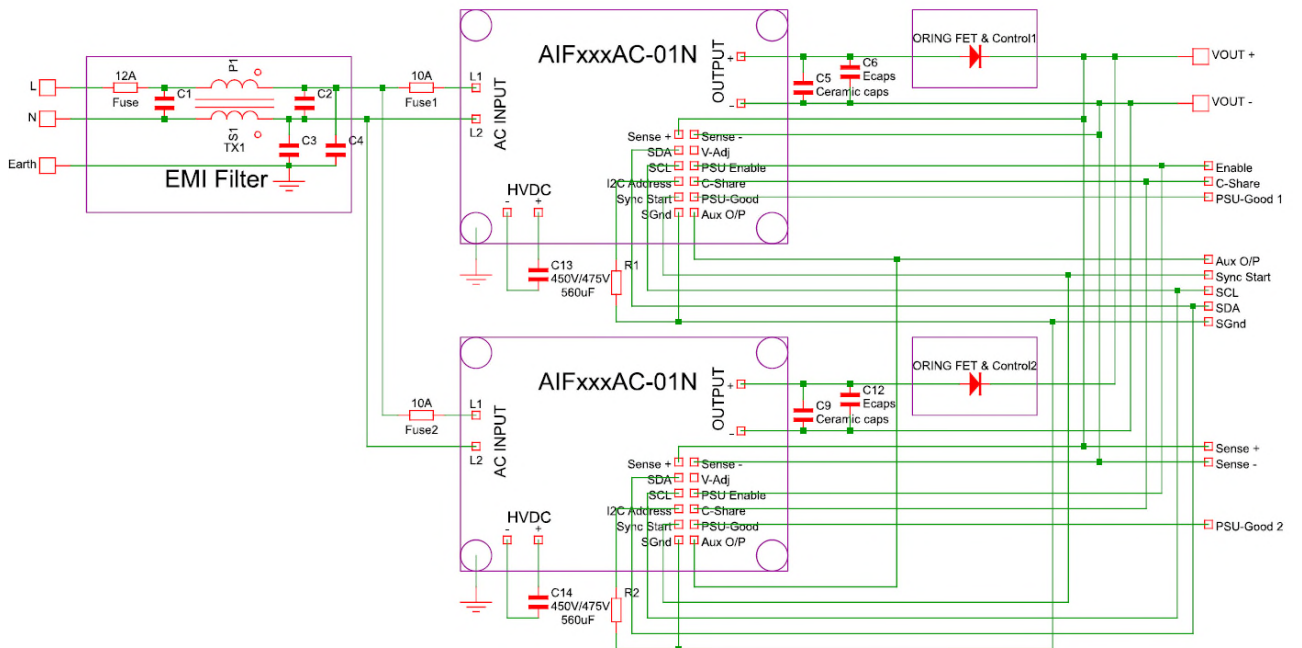 AIFxxxAC-01N
ORING FET & Control1
OUTPUT
+
-
C5
Ceramic caps
C6
Ecaps
VOUT +
VOUT -
L
N
Earth
12A
Fuse
P1
C1
C2
S1
TX1
C3
C4
EMI Filter
10A
Fuse1
L1
L2
AC INPUT
HVDC
-
+
Sense +
Sense -
SDA
V-Adj
SCL
PSU Enable
I2C Address
C-Share
Sync Start
PSU-Good
SGnd
Aux O/P
Enable
C-Share
PSU-Good 1
C13
450V/475V
560uF
R1
Aux O/P
Sync Start
SCL
SDA
SGnd
AIFxxxAC-01N
ORING FET & Control2
OUTPUT
+
-
C9
Ceramic caps
C12
Ecaps
10A
Fuse2
L1
L2
AC INPUT
HVDC
-
+
Sense +
Sense -
SDA
V-Adj
SCL
PSU Enable
I2C Address
C-Share
Sync Start
PSU-Good
SGnd
Aux O/P
Sense +
Sense -
PSU-Good 2
C14
450V/475V
560uF
R2